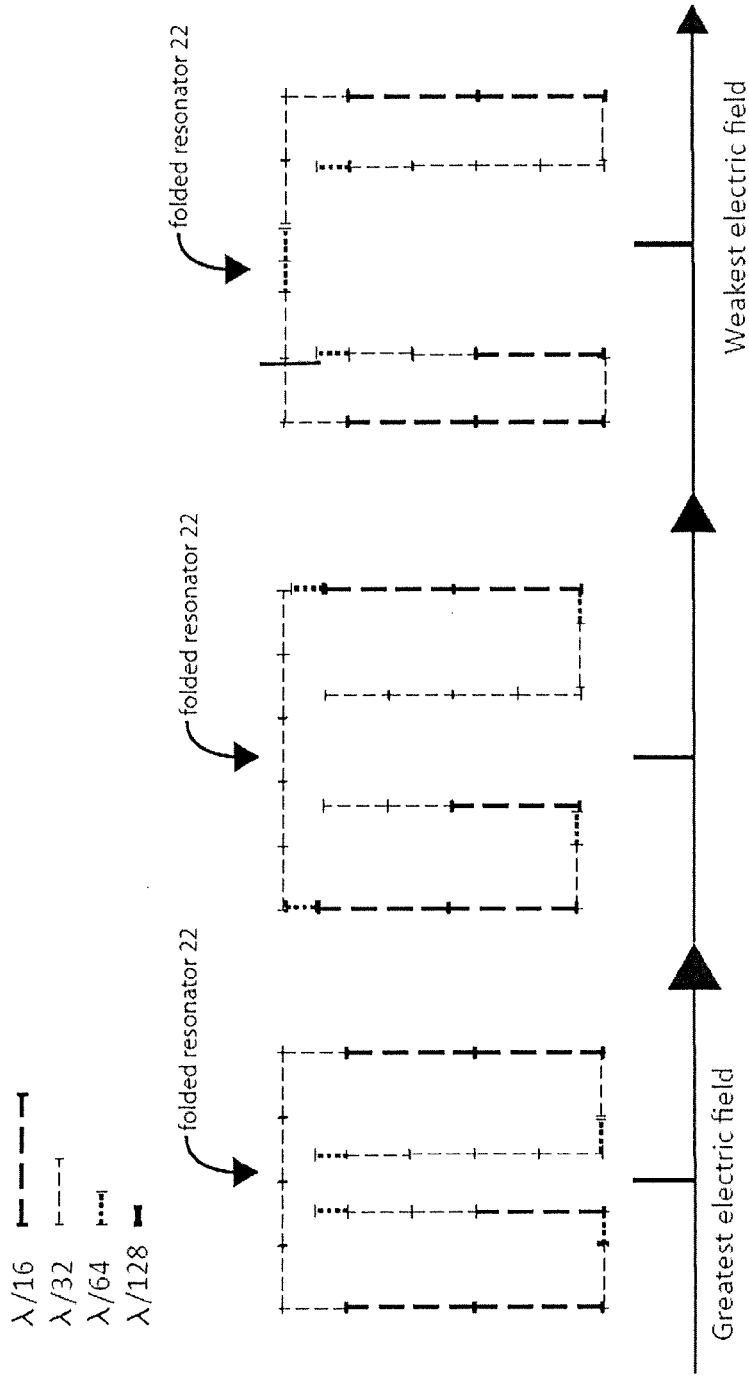 λ/16
λ/32
λ/64
λ/128
folded resonator 22
folded resonator 22
folded resonator 22
Greatest electric field
Weakest electric field